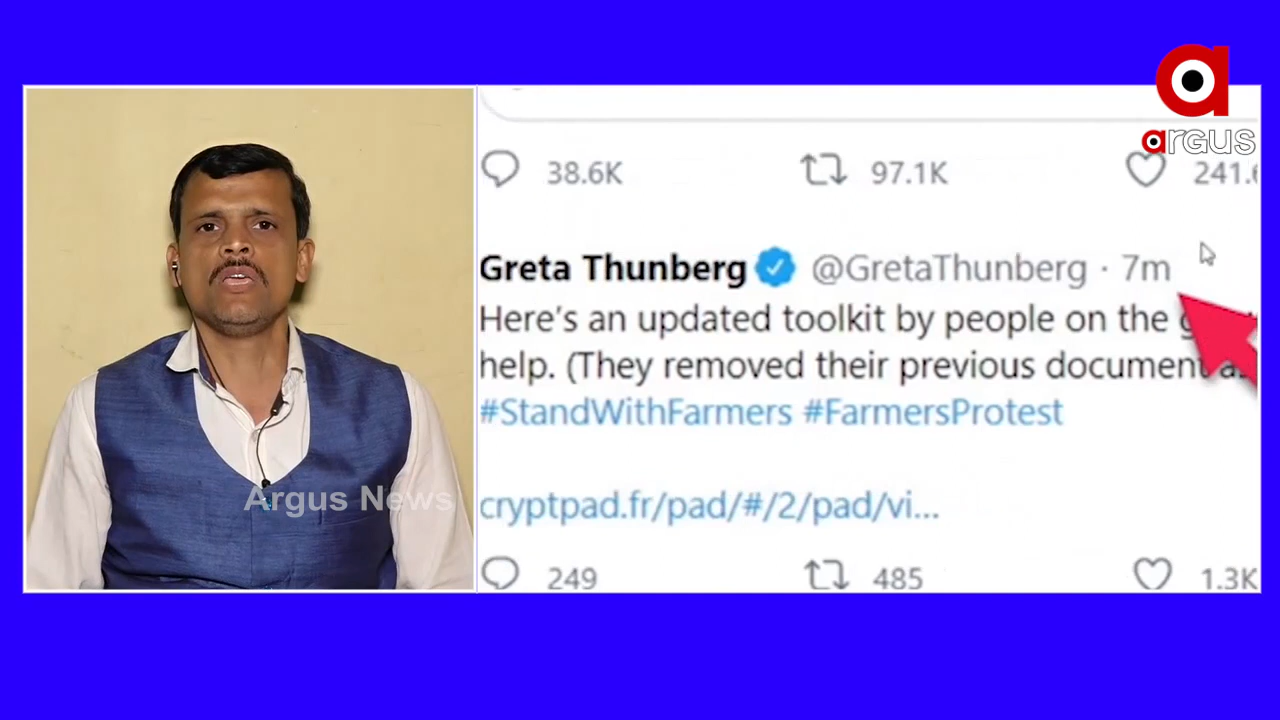 argus
38.6K 97.1K
Greta Thunberg @GretaThunberg · 7m
Here's an updated toolkit by people on the
help. (They removed their previous document
#StandWithFarmers #FarmersProtest
Argus News
cryptpad.fr/pad/#/2/pad/vi...
249 485 1.3K